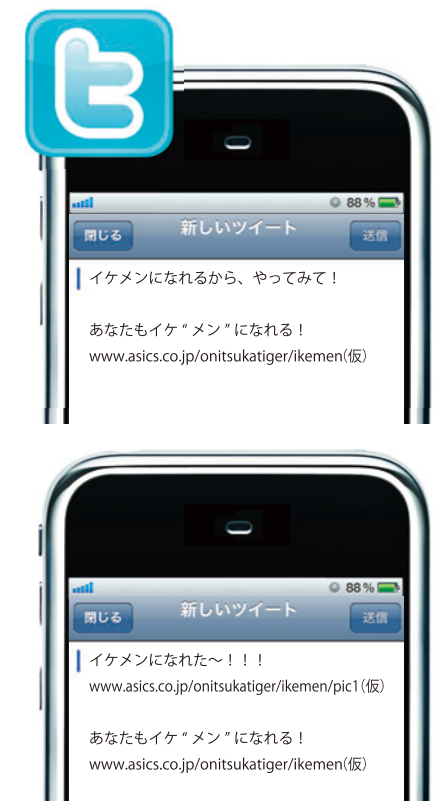 t
88%
閉じる 新しいツイート 送信
イケメンになれるから、やってみて！
あなたもイケ“メン”になれる！
www.asics.co.jp/onitsukatiger/ikemen(仮)
88%
閉じる 新しいツイート 送信
イケメンになれた〜！！！
www.asics.co.jp/onitsukatiger/ikemen/pic1(仮)
あなたもイケ“メン”になれる！
www.asics.co.jp/onitsukatiger/ikemen(仮)